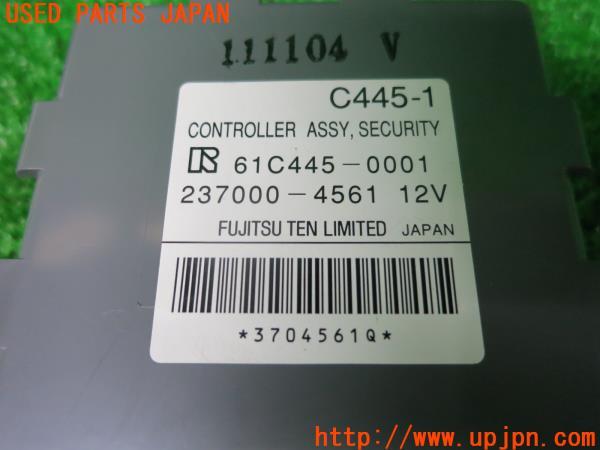 USED PARTS JAPAN
111104 V
C445-1
CONTROLLER ASSY, SECURITY
R 61C445-0001
237000-4561 12V
FUJITSU TEN LIMITED JAPAN
*3704561Q*
UPJ http://www.upjpn.com